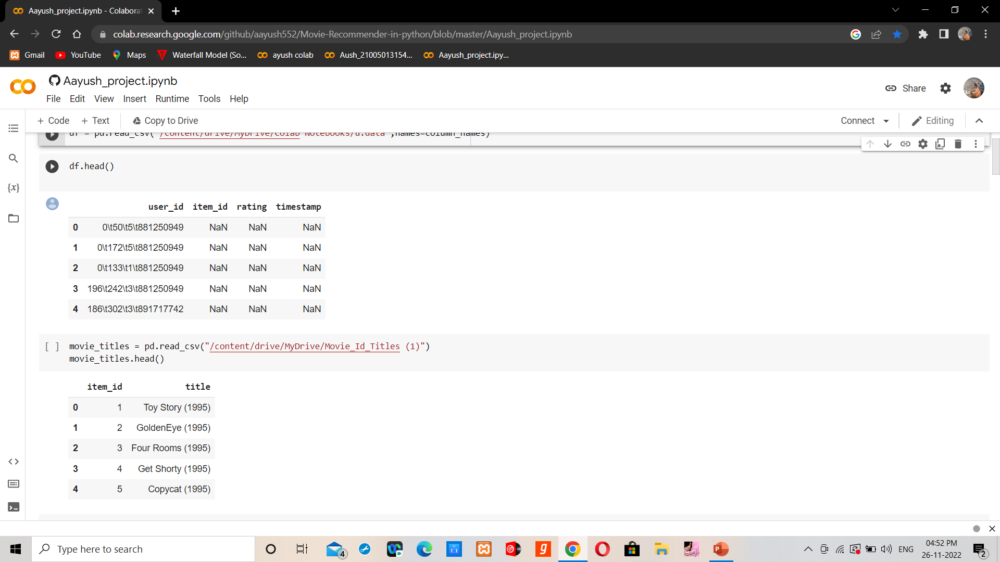 Aayush_project.ipynb - Colaborat
colab.research.google.com/github/aayush552/Movie-Recommender-in-python/blob/master/Aayush_project.ipynb
Gmail YouTube Maps Waterfall Model (So... ayush colab Aush_21005013154... Aayush_project.ipy...
Aayush_project.ipynb
File Edit View Insert Runtime Tools Help
Share
+ Code + Text Copy to Drive
Connect Editing
df = pd.read_csv("/content/drive/MyDrive/Colab Notebooks/u.data",names=column_names)
df.head()
user_id item_id rating timestamp
0 0\t50\t5\t881250949 NaN NaN NaN
1 0\t172\t5\t881250949 NaN NaN NaN
2 0\t133\t1\t881250949 NaN NaN NaN
3 196\t242\t3\t881250949 NaN NaN NaN
4 186\t302\t3\t891717742 NaN NaN NaN
[ ] movie_titles = pd.read_csv("/content/drive/MyDrive/Movie_Id_Titles (1)")
movie_titles.head()
item_id title
0 1 Toy Story (1995)
1 2 GoldenEye (1995)
2 3 Four Rooms (1995)
3 4 Get Shorty (1995)
4 5 Copycat (1995)
Type here to search
4
ENG
04:52 PM
26-11-2022
2